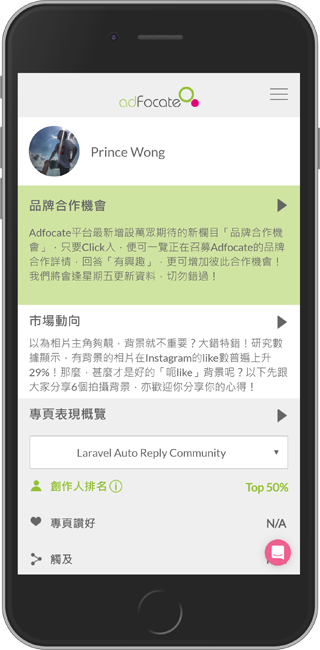 adFocate
Prince Wong
品牌合作機會
Adfocate平台最新增設萬眾期待的新欄目「品牌合作機
會」，只要Click入，便可一覽正在召募Adfocate的品牌
合作詳情，回答「有興趣」，更可增加彼此合作機會！
我們將會逢星期五更新資料，切勿錯過！
市場動向
以為相片主角夠靚，背景就不重要？大錯特錯！研究數
據顯示，有背景的相片在Instagram的like數普遍上升
29%！那麼，甚麼才是好的「呃like」背景呢？以下先跟
大家分享6個拍攝背景，亦歡迎你分享你的心得！
專頁表現概覽
Laravel Auto Reply Community
創作人排名 Top 50%
專頁讚好 N/A
觸及